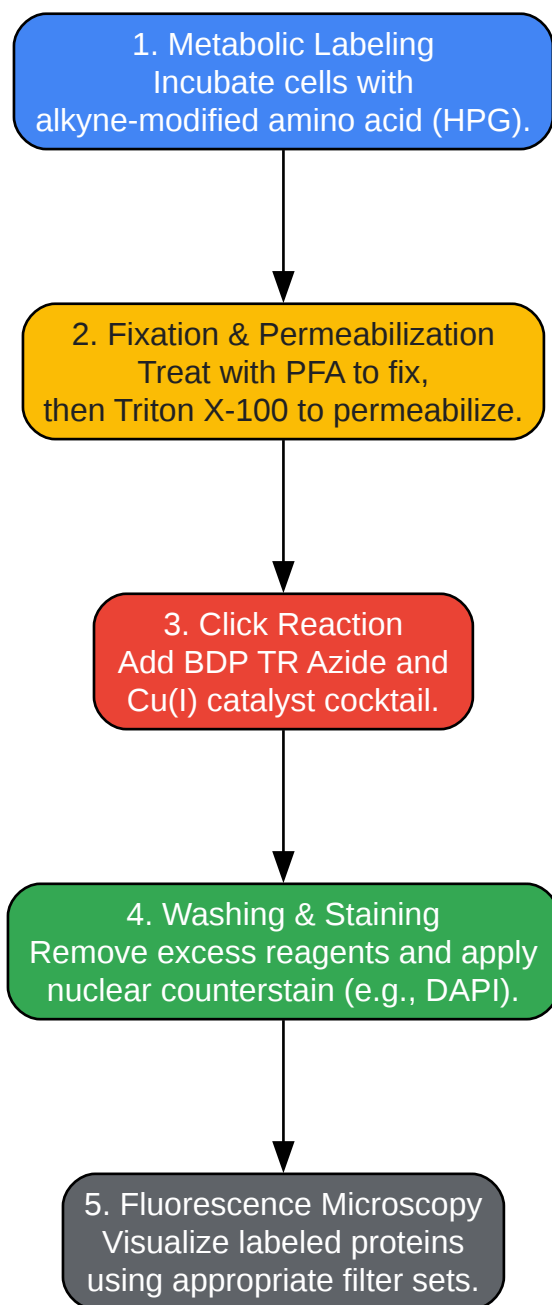 1. Metabolic Labeling
Incubate cells with
alkyne-modified amino acid (HPG).
2. Fixation & Permeabilization
Treat with PFA to fix,
then Triton X-100 to permeabilize.
3. Click Reaction
Add BDP TR Azide and
Cu(I) catalyst cocktail.
4. Washing & Staining
Remove excess reagents and apply
nuclear counterstain (e.g., DAPI).
5. Fluorescence Microscopy
Visualize labeled proteins
using appropriate filter sets.